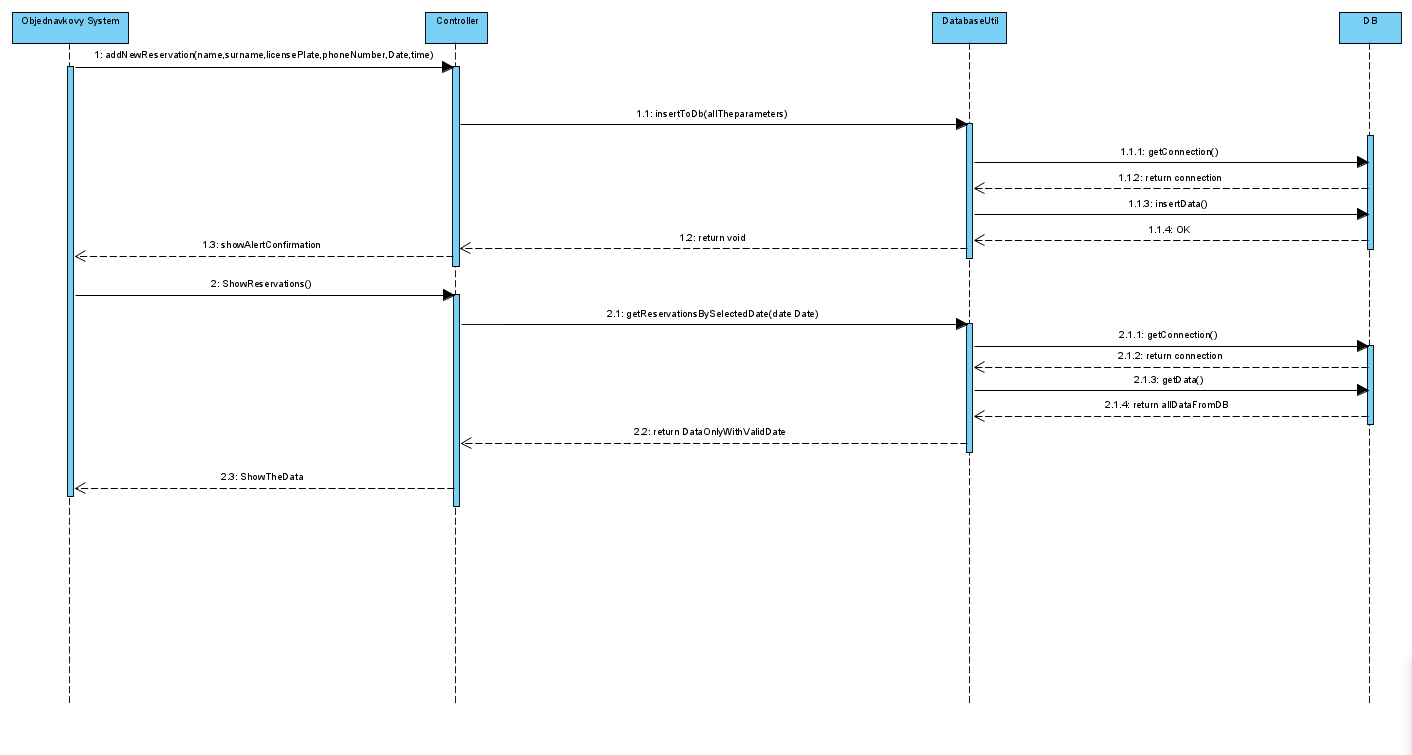 Objednavkovy System
Controller
DatabaseUtil
DB
1: addNewReservation(name,surname,licensePlate,phoneNumber,Date,time)
1.1: insertToDb(allTheparameters)
1.1.1: getConnection()
1.1.2: return connection
1.1.3: insertData()
1.1.4: OK
1.2: return void
1.3: showAlertConfirmation
2: ShowReservations()
2.1: getReservationsBySelectedDate(date Date)
2.1.1: getConnection()
2.1.2: return connection
2.1.3: getData()
2.1.4: return allDataFromDB
2.2: return DataOnlyWithValidDate
2.3: ShowTheData